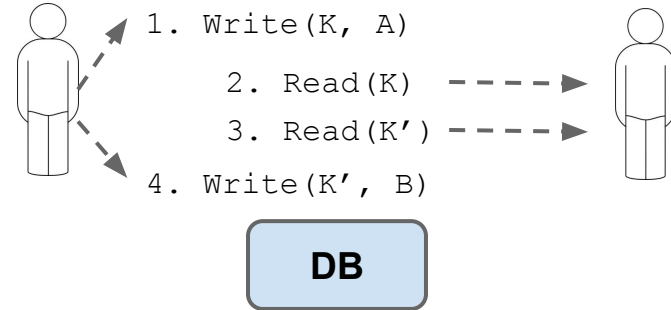 1. Write(K, A)
2. Read(K)
3. Read(K’)
4. Write(K’, B)
DB